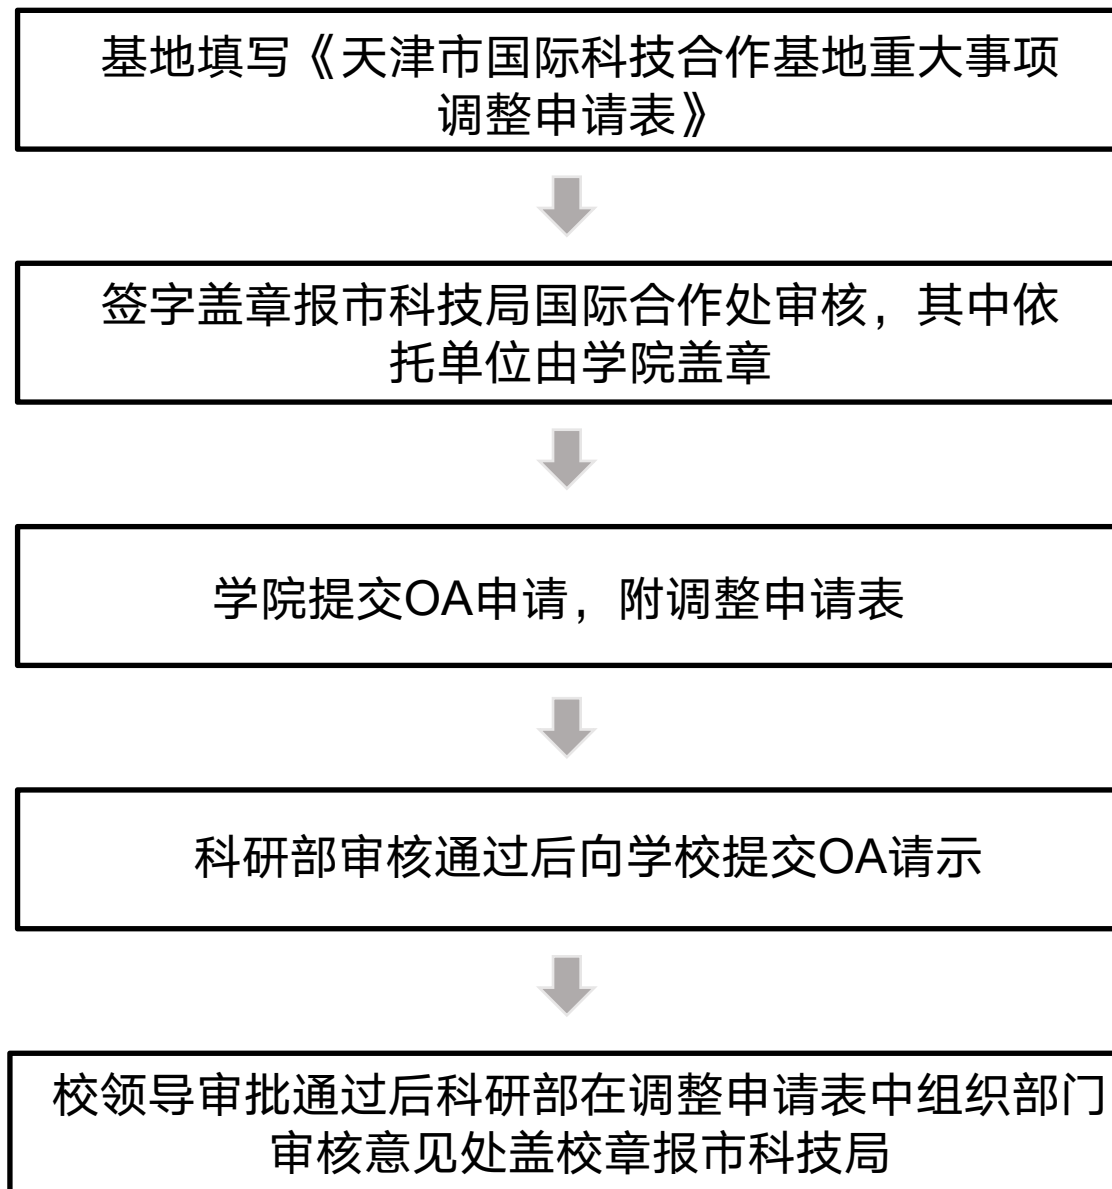 基地填写《天津市国际科技合作基地重大事项
调整申请表》
签字盖章报市科技局国际合作处审核，其中依
托单位由学院盖章
学院提交OA申请，附调整申请表
科研部审核通过后向学校提交OA请示
校领导审批通过后科研部在调整申请表中组织部门
审核意见处盖校章报市科技局